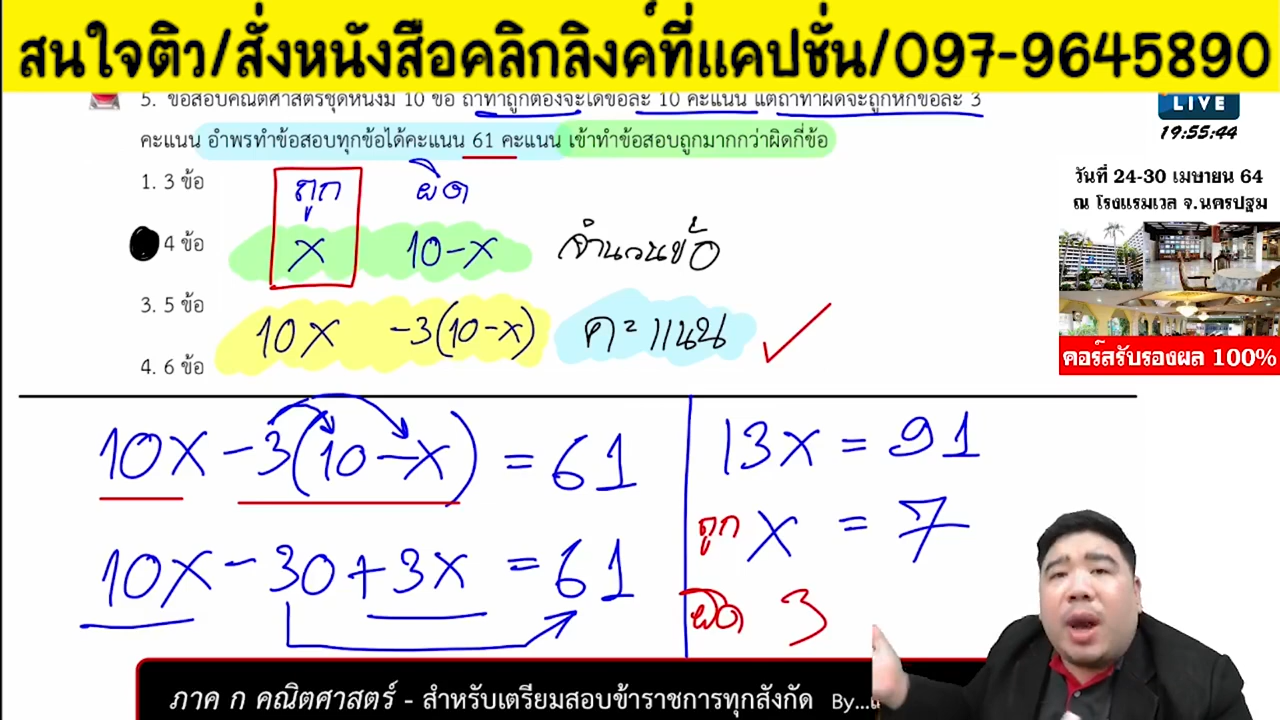 สนใจติว/สั่งหนังสือคลิกลิงค์ที่แคปชั่น/097-9645890
5. ข้อสอบคณิตศาสตร์ชุดหนึ่งมี 10 ข้อ ถ้าทำถูกต้องจะได้ข้อละ 10 คะแนน แต่ถ้าทำผิดจะถูกหักข้อละ 3
คะแนน อำพรทำข้อสอบทุกข้อได้คะแนน 61 คะแนน เข้าทำข้อสอบถูกมากกว่าผิดกี่ข้อ
LIVE
19:55:44
วันที่ 24-30 เมษายน 64
ณ โรงแรมเวล จ.นครปฐม
คอร์สรับรองผล 100%
1. 3 ข้อ
4 ข้อ
3. 5 ข้อ
4. 6 ข้อ
ถูก ผิด
x 10-x จำนวนข้อ
10x -3(10-x) คะแนน
10x-3(10-x) = 61
10x-30+3x = 61
13x = 91
ถูก x = 7
ผิด 3
ภาค ก คณิตศาสตร์ - สำหรับเตรียมสอบข้าราชการทุกสังกัด By...